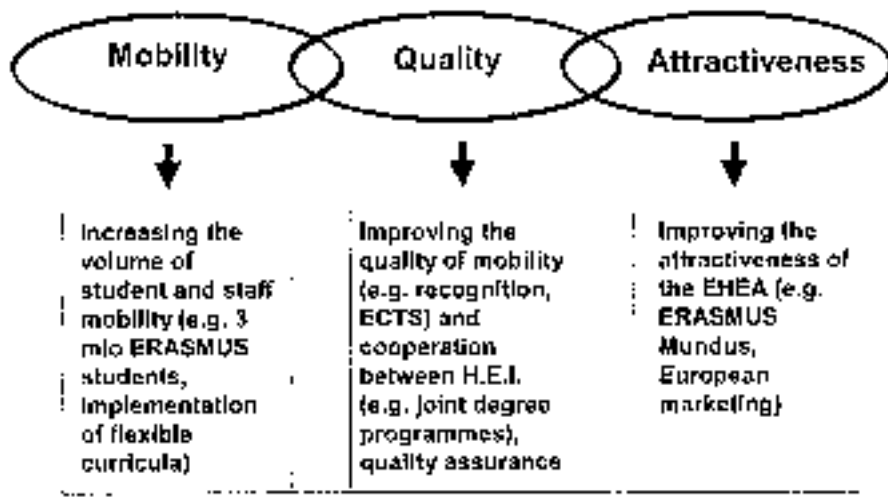 Mobility
Quality
Attractiveness
Increasing the
volume of
student and staff
mobility (e.g. 3
mio ERASMUS
students,
Implementation
of flexible
curricula)
Improving the
quality of mobility
(e.g. recognition,
ECTS) and
cooperation
between H.E.I.
(e.g. joint degree
programmes),
quality assurance
Improving the
attractiveness of
the EHEA (e.g.
ERASMUS
Mundus,
European
marketing)